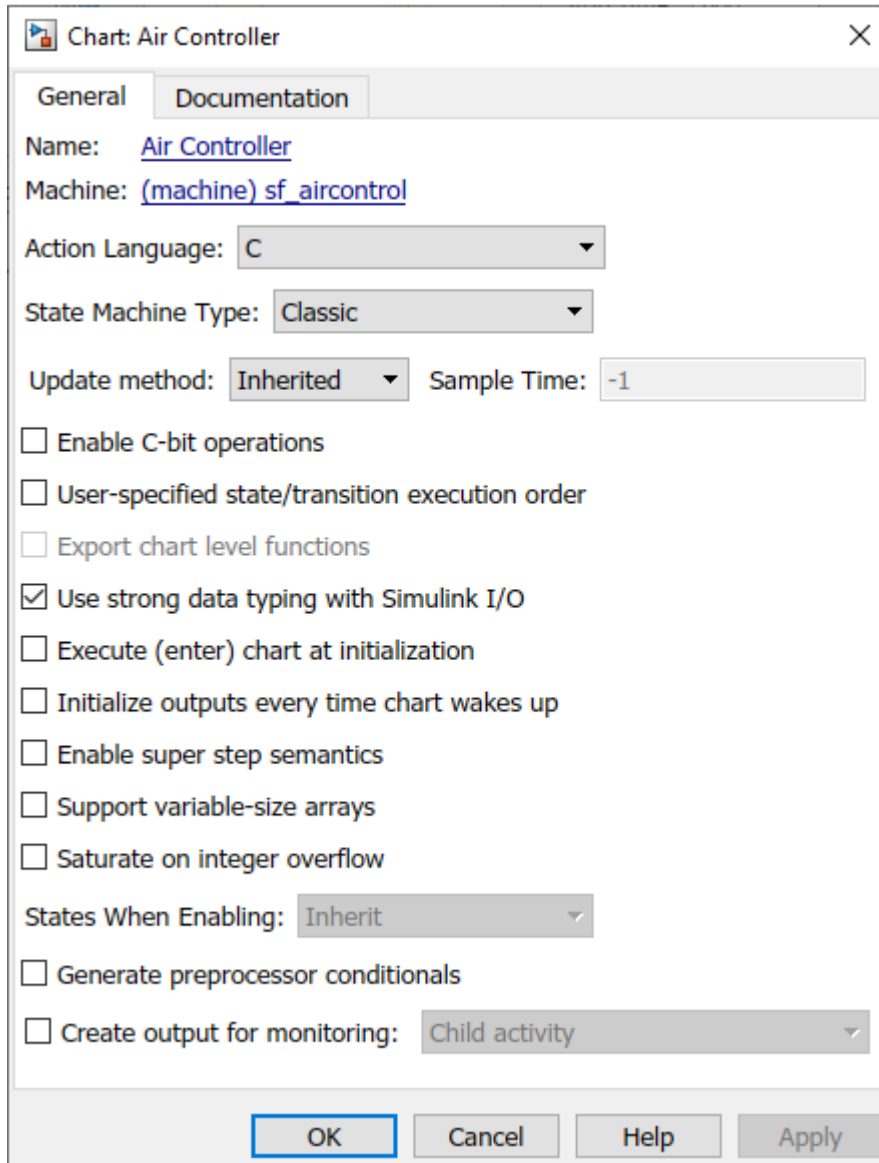 Chart: Air Controller
General Documentation
Name: Air Controller
Machine: (machine) sf_aircontrol
Action Language: C
State Machine Type: Classic
Update method: Inherited Sample Time: -1
Enable C-bit operations
User-specified state/transition execution order
Export chart level functions
Use strong data typing with Simulink I/O
Execute (enter) chart at initialization
Initialize outputs every time chart wakes up
Enable super step semantics
Support variable-size arrays
Saturate on integer overflow
States When Enabling: Inherit
Generate preprocessor conditionals
Create output for monitoring: Child activity
OK Cancel Help Apply